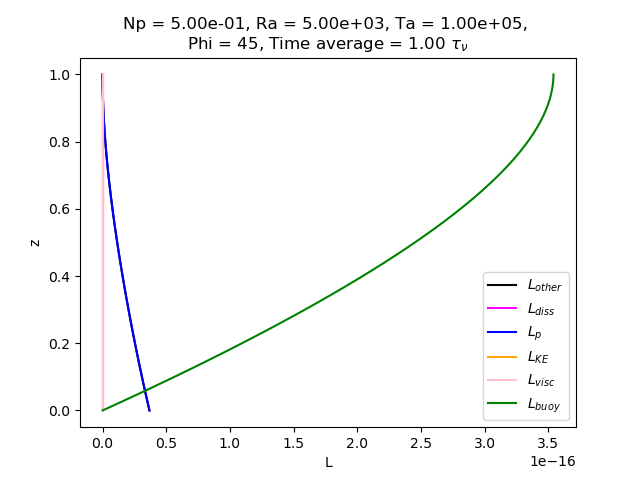 Np = 5.00e-01, Ra = 5.00e+03, Ta = 1.00e+05,
Phi = 45, Time average = 1.00 τ_ν
1.0
0.8
0.6
0.4
0.2
0.0
z
L_other
L_diss
L_p
L_KE
L_visc
L_buoy
0.0 0.5 1.0 1.5 2.0 2.5 3.0 3.5
L
1e−16